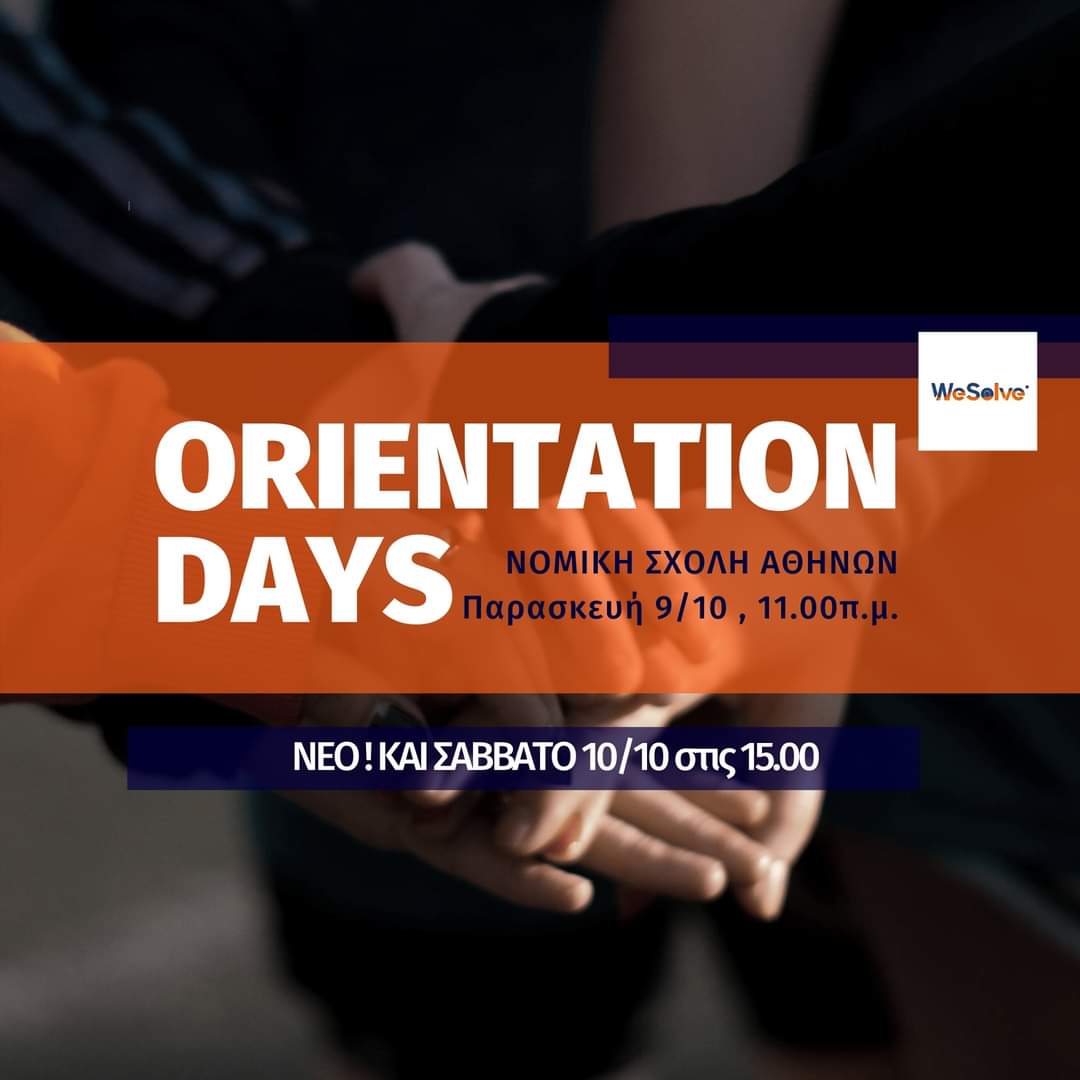 WeSolve
ORIENTATION
DAYS
ΝΟΜΙΚΗ ΣΧΟΛΗ ΑΘΗΝΩΝ
Παρασκευή 9/10 , 11.00π.μ.
ΝΕΟ ! ΚΑΙ ΣΑΒΒΑΤΟ 10/10 στις 15.00